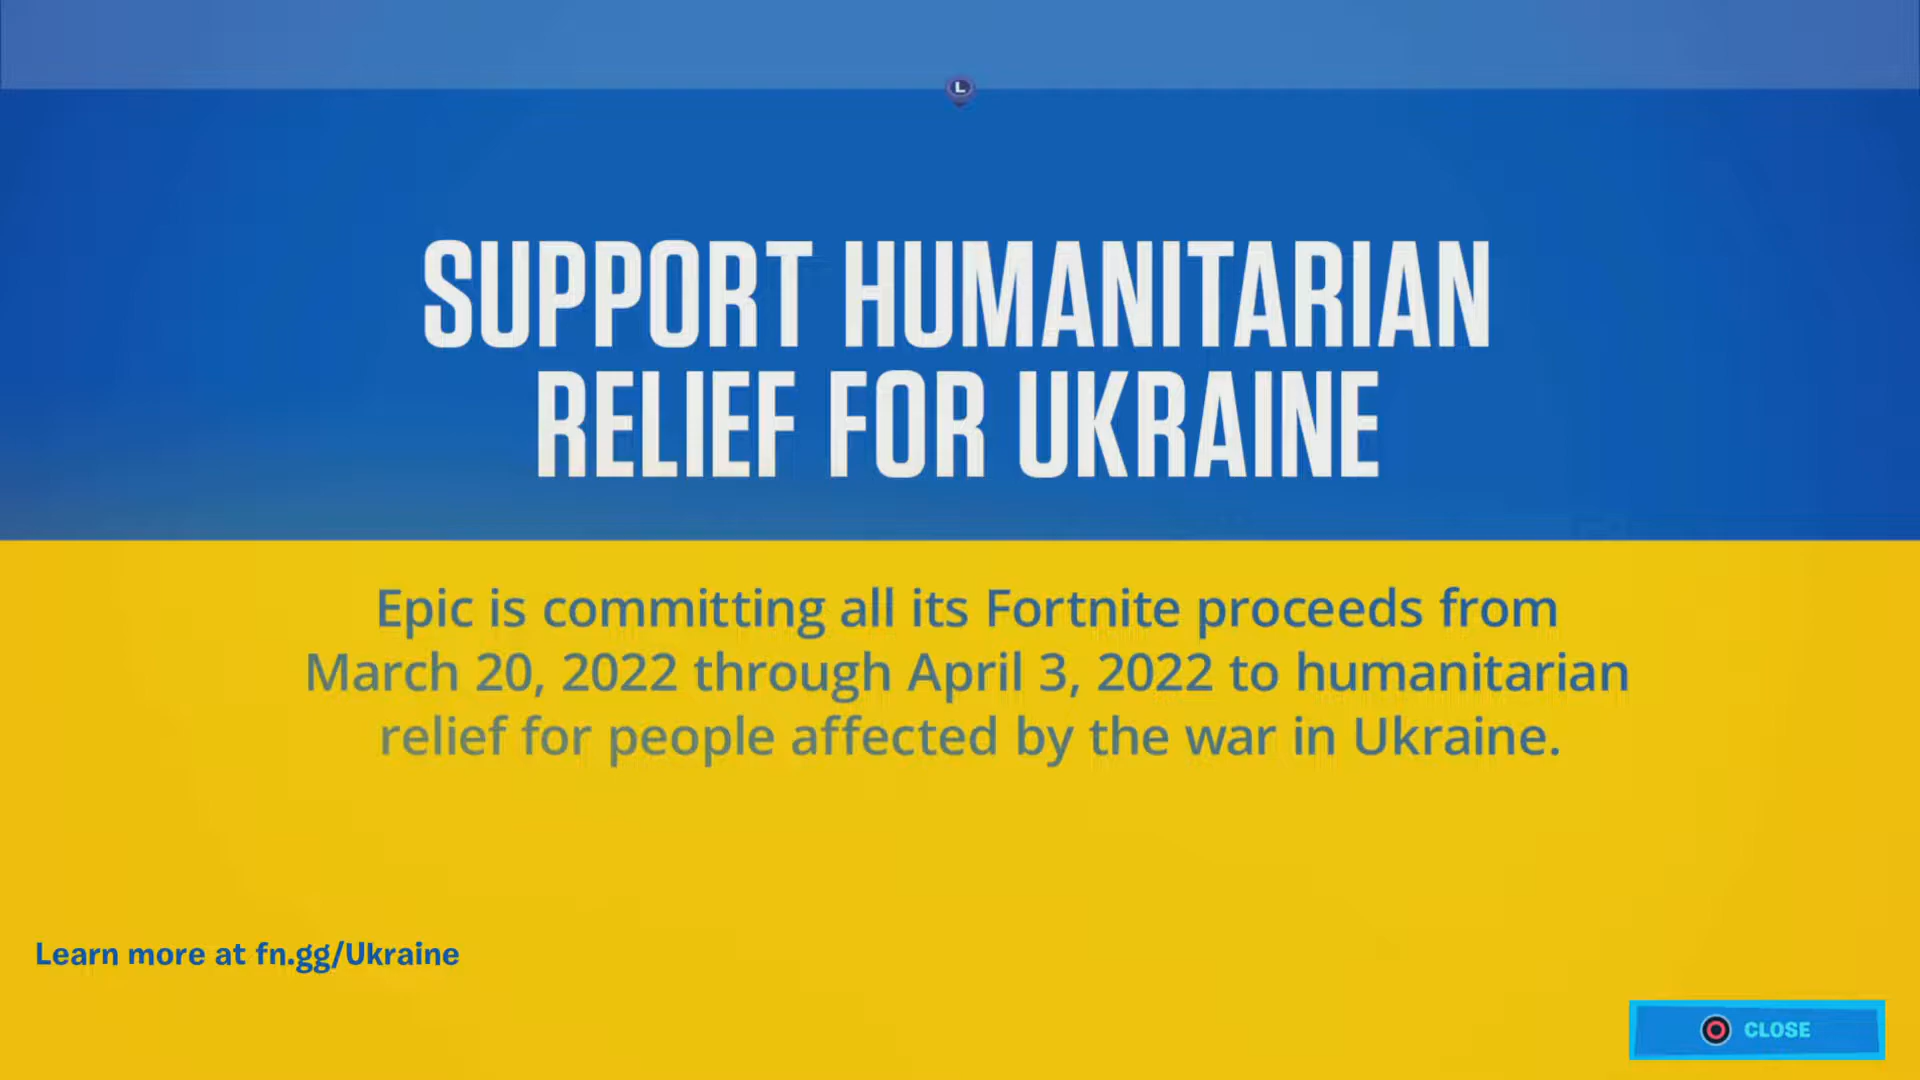 L
SUPPORT HUMANITARIAN
RELIEF FOR UKRAINE
Epic is committing all its Fortnite proceeds from
March 20, 2022 through April 3, 2022 to humanitarian
relief for people affected by the war in Ukraine.
Learn more at fn.gg/Ukraine
CLOSE